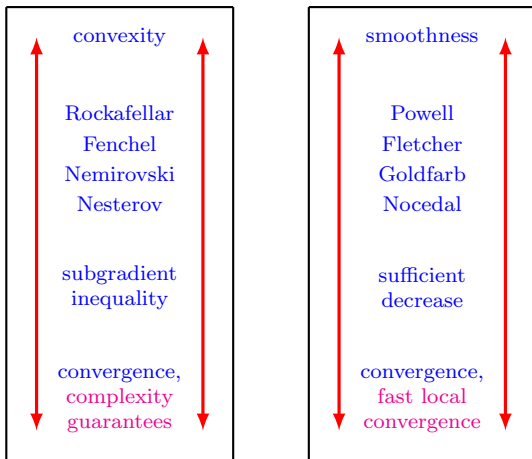 convexity
Rockafellar
Fenchel
Nemirovski
Nesterov
subgradient
inequality
convergence,
complexity
guarantees
smoothness
Powell
Fletcher
Goldfarb
Nocedal
sufficient
decrease
convergence,
fast local
convergence